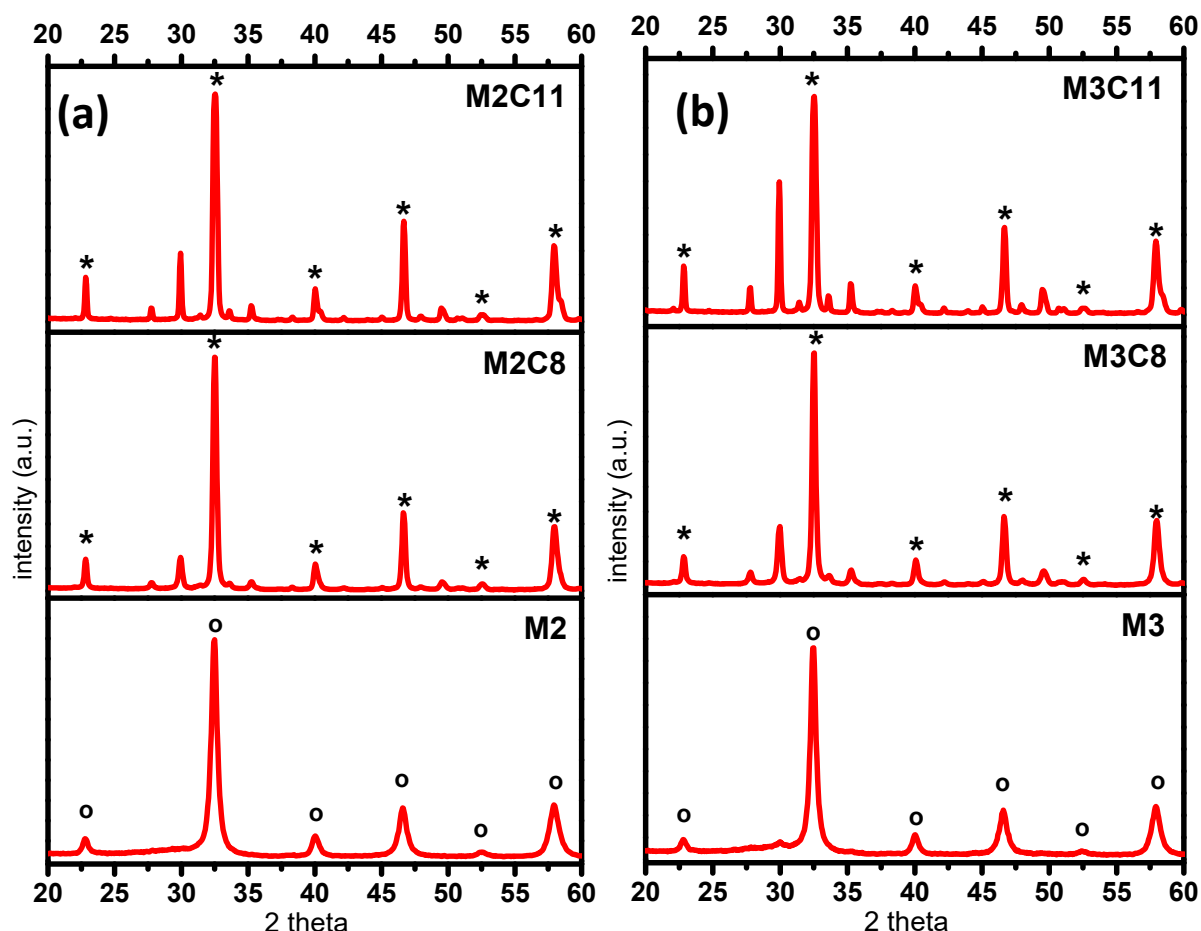 20 25 30 35 40 45 50 55 60
(a)
M2C11
* * * * * *
M2C8
* * * * * *
intensity (a.u.)
M2
o o o o o o
20 25 30 35 40 45 50 55 60
2 theta
20 25 30 35 40 45 50 55 60
(b)
M3C11
* * * * * *
M3C8
* * * * * *
intensity (a.u.)
M3
o o o o o o
20 25 30 35 40 45 50 55 60
2 theta